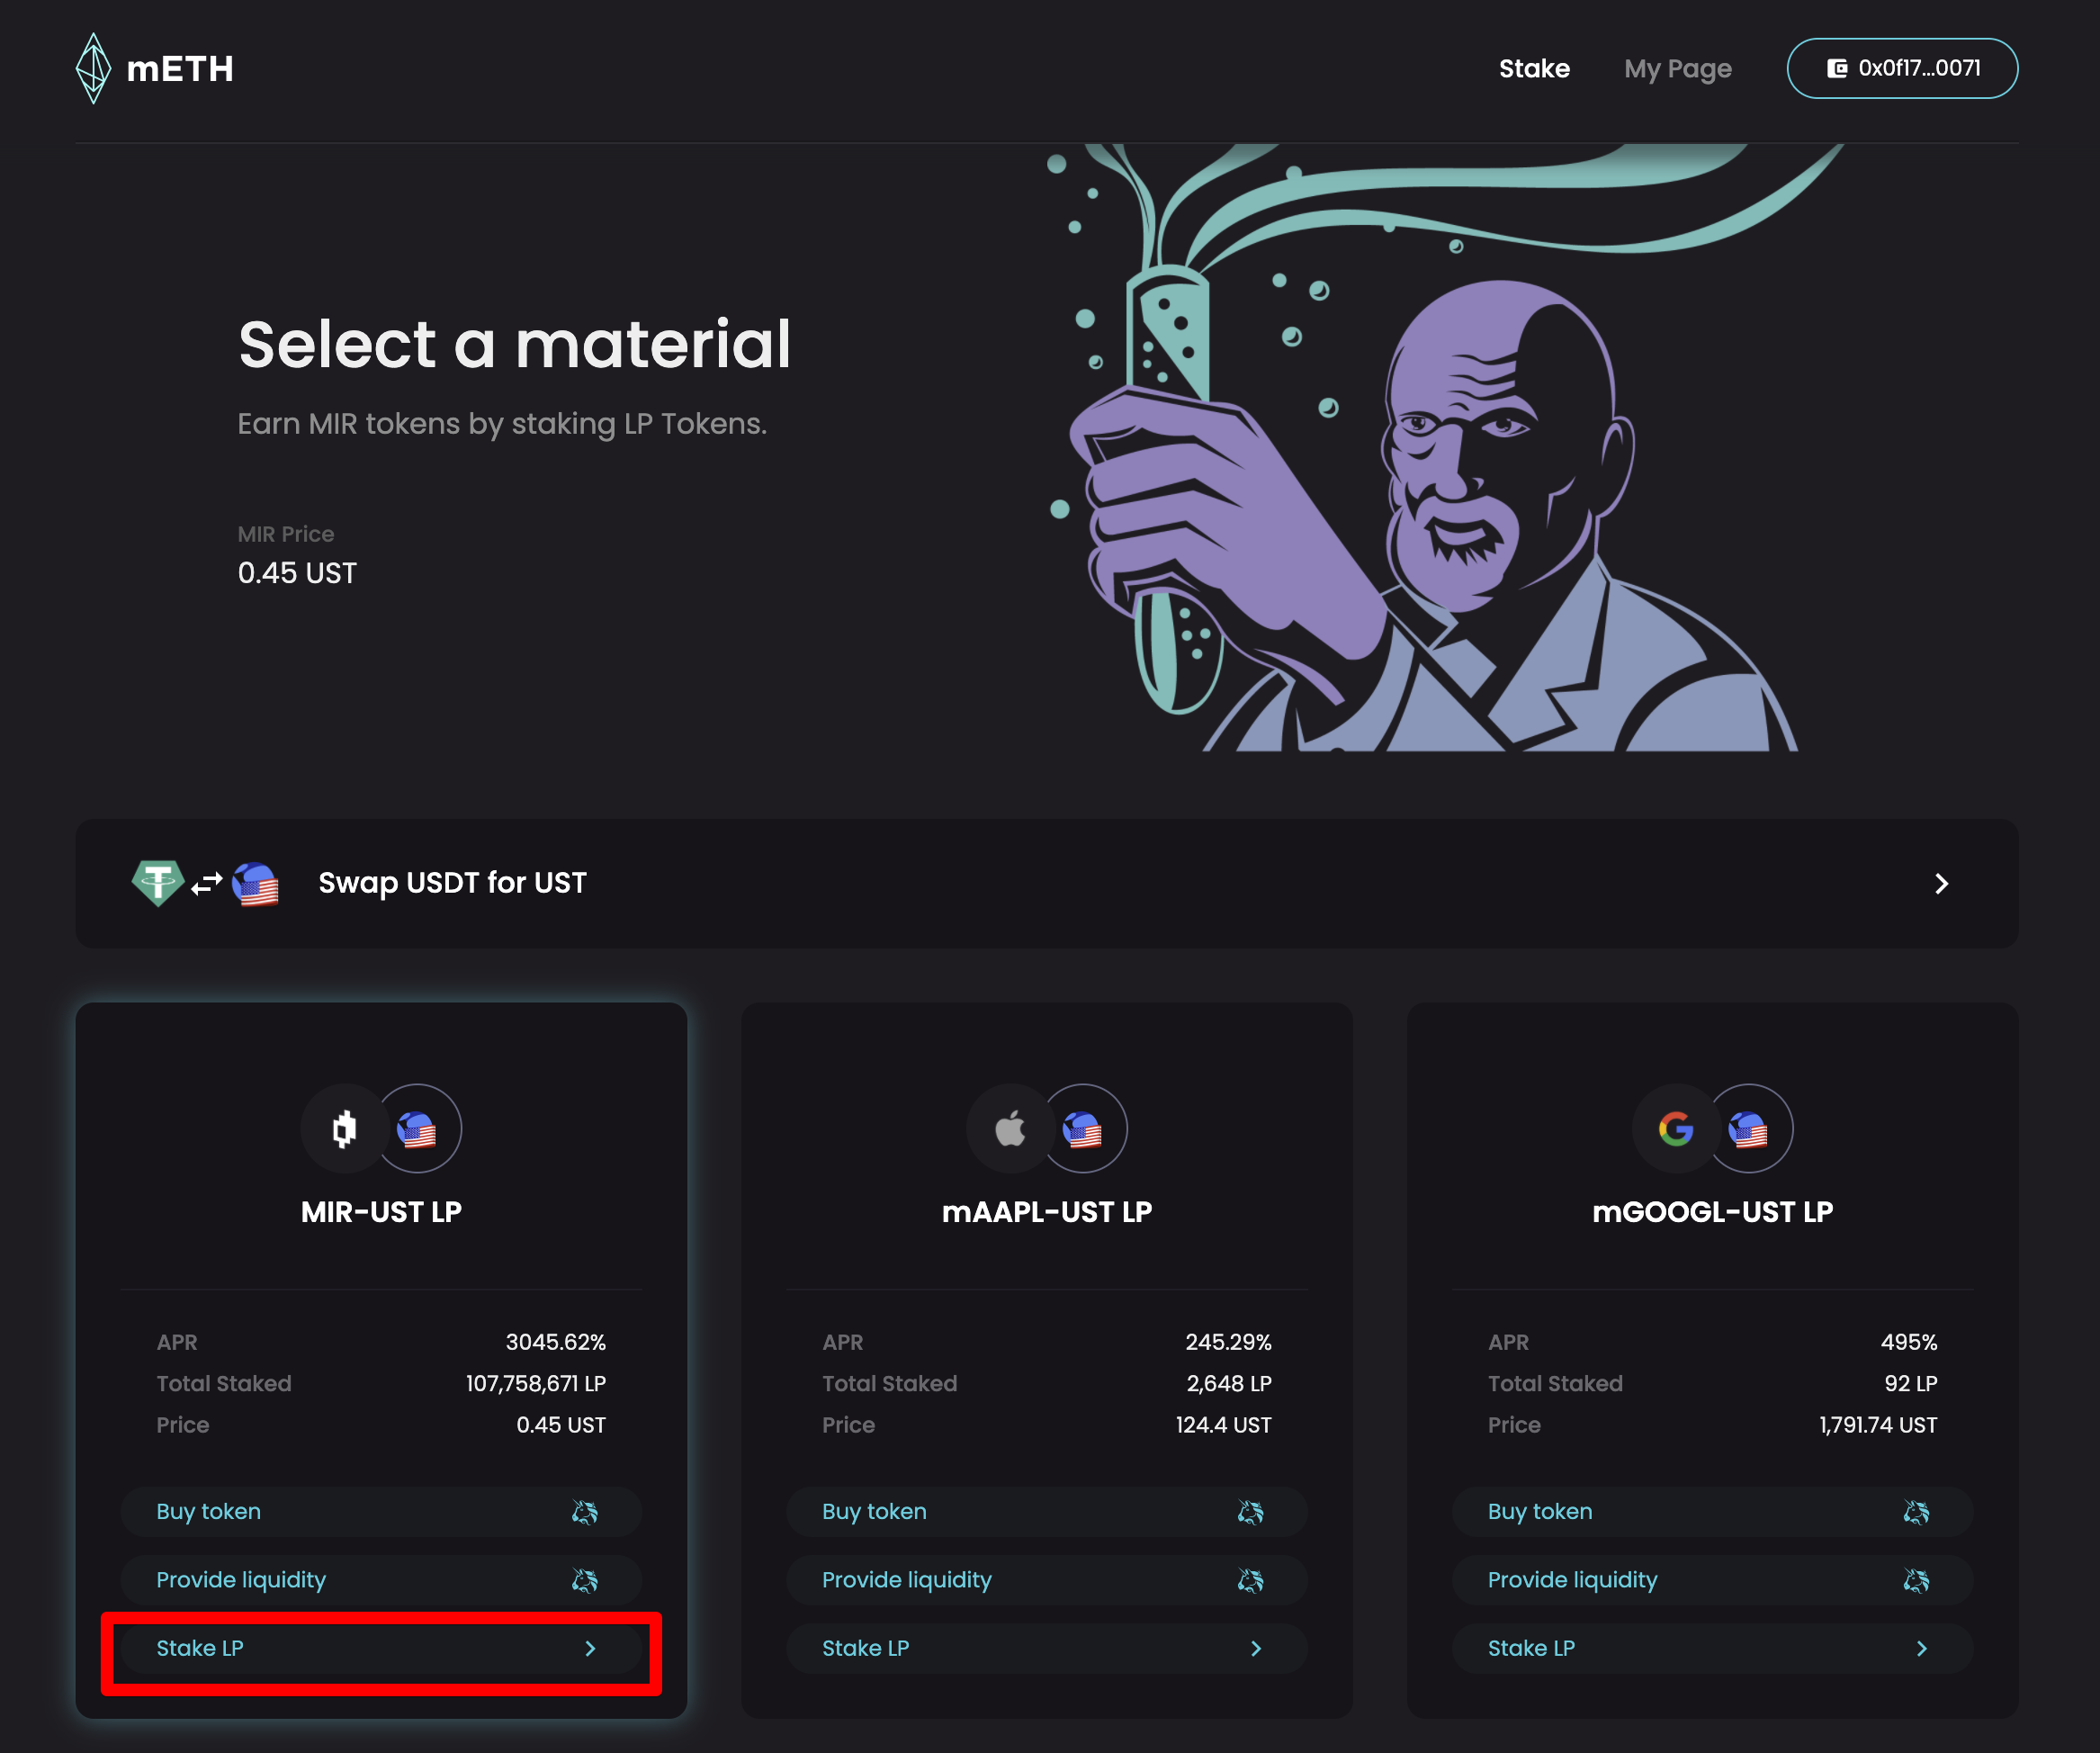 mETH
Stake
My Page
0x0f17...0071
Select a material
Earn MIR tokens by staking LP Tokens.
MIR Price
0.45 UST
Swap USDT for UST
MIR-UST LP
APR 3045.62%
Total Staked 107,758,671 LP
Price 0.45 UST
Buy token
Provide liquidity
Stake LP
mAAPL-UST LP
APR 245.29%
Total Staked 2,648 LP
Price 124.4 UST
Buy token
Provide liquidity
Stake LP
mGOOGL-UST LP
APR 495%
Total Staked 92 LP
Price 1,791.74 UST
Buy token
Provide liquidity
Stake LP